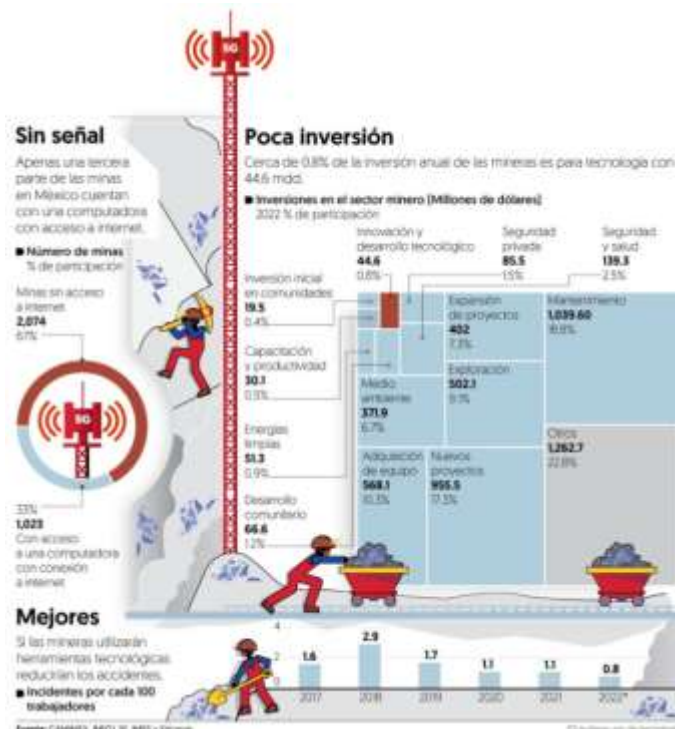 5G
Sin señal
Apenas una tercera
parte de las minas
en México cuentan
con una computadora
con acceso a internet.
■ Número de minas
% de participación
Minas sin acceso
a internet
2,074
67%
5G
33%
1,023
Con acceso
a una computadora
con conexión
a internet
Poca inversión
Cerca de 0.8% de la inversión anual de las mineras es para tecnología con
44.6 mdd.
■ Inversiones en el sector minero (Millones de dólares)
2022 % de participación
Innovación y
desarrollo tecnológico
44.6
0.8%
Seguridad
privada
85.5
1.5%
Seguridad
y salud
139.3
2.5%
Inversión inicial
en comunidades
19.5
0.4%
Capacitación
y productividad
30.1
0.5%
Energías
limpias
51.3
0.9%
Desarrollo
comunitario
66.6
1.2%
Expansión
de proyectos
402
7.3%
Mantenimiento
1,039.60
18.8%
Exploración
502.1
9.1%
Medio
ambiente
371.9
6.7%
Otros
1,262.7
22.8%
Adquisición
de equipo
568.1
10.3%
Nuevos
proyectos
955.5
17.3%
Mejores
Si las mineras utilizarán
herramientas tecnológicas
reducirían los accidentes.
■ Incidentes por cada 100
trabajadores
4
2
0
1.6
2.9
1.7
1.1
1.1
0.8
2017
2018
2019
2020
2021
2022*
Fuente: CAMIMEX, INEGI,